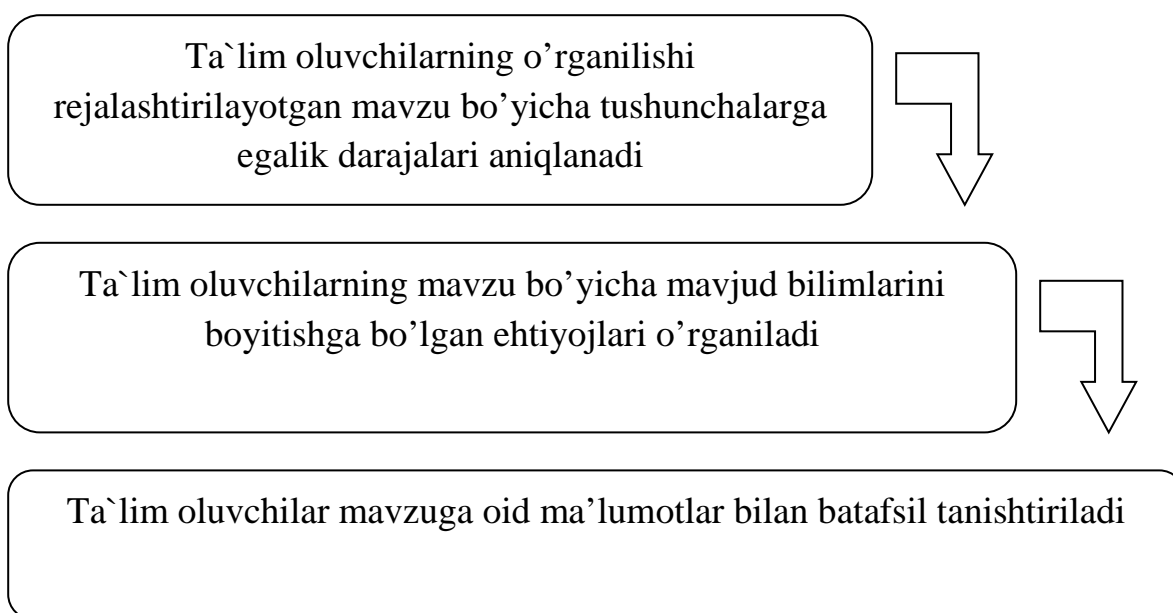 Ta`lim oluvchilarning o’rganilishi
rejalashtirilayotgan mavzu bo’yicha tushunchalarga
egalik darajalari aniqlanadi
Ta`lim oluvchilarning mavzu bo’yicha mavjud bilimlarini
boyitishga bo’lgan ehtiyojlari o’rganiladi
Ta`lim oluvchilar mavzuga oid ma’lumotlar bilan batafsil tanishtiriladi